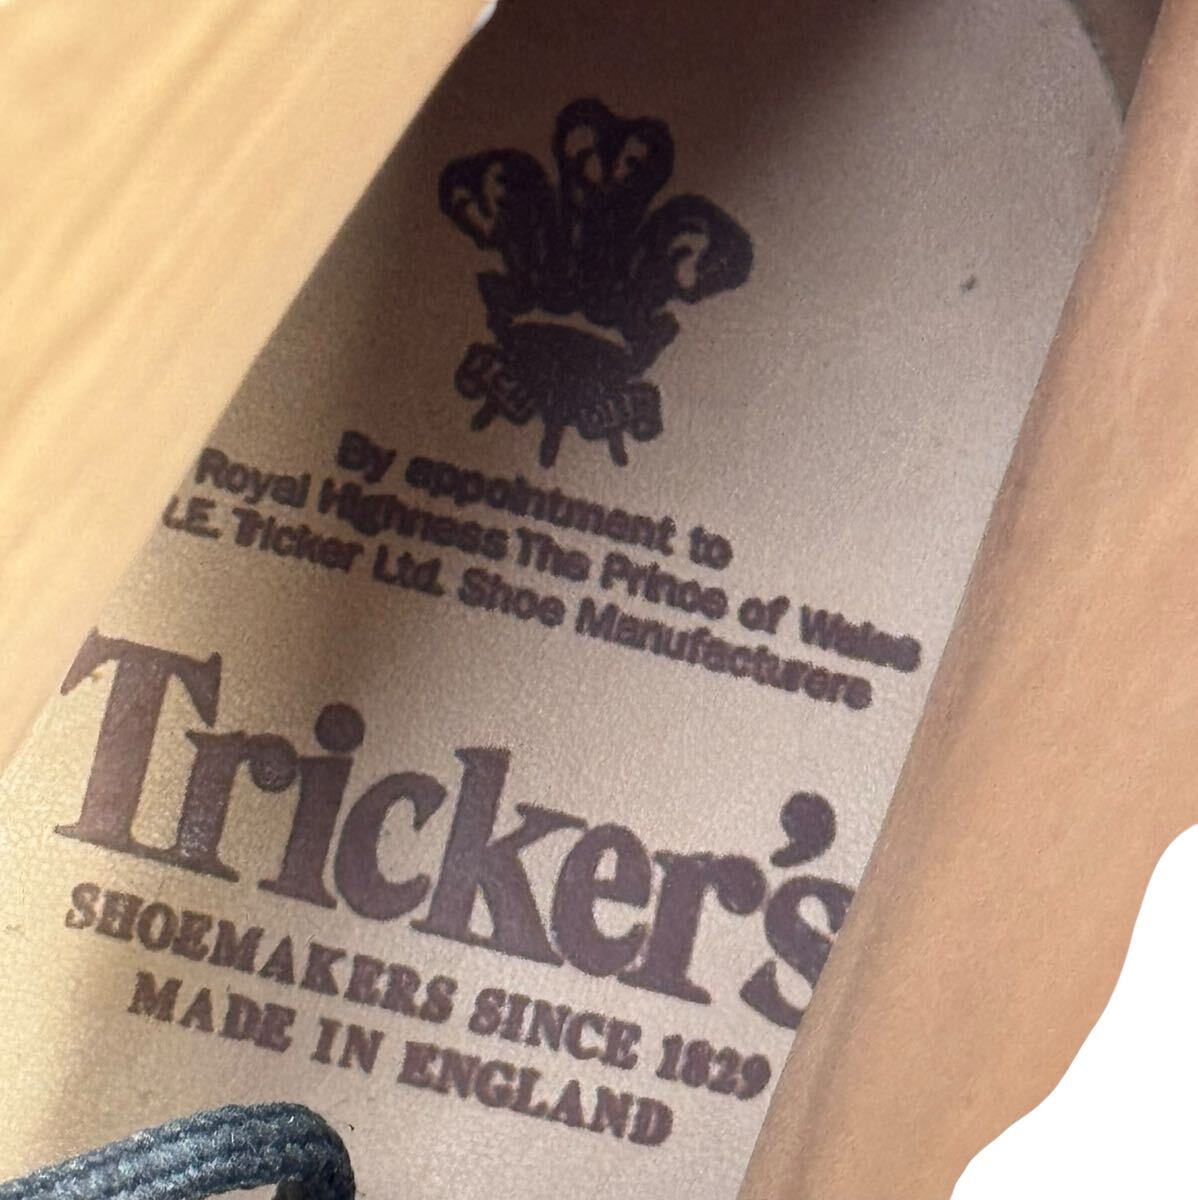 By appointment to
Royal Highness The Prince of Wales
.E. Tricker Ltd. Shoe Manufacturers
Tricker's
SHOEMAKERS SINCE 1829
MADE IN ENGLAND